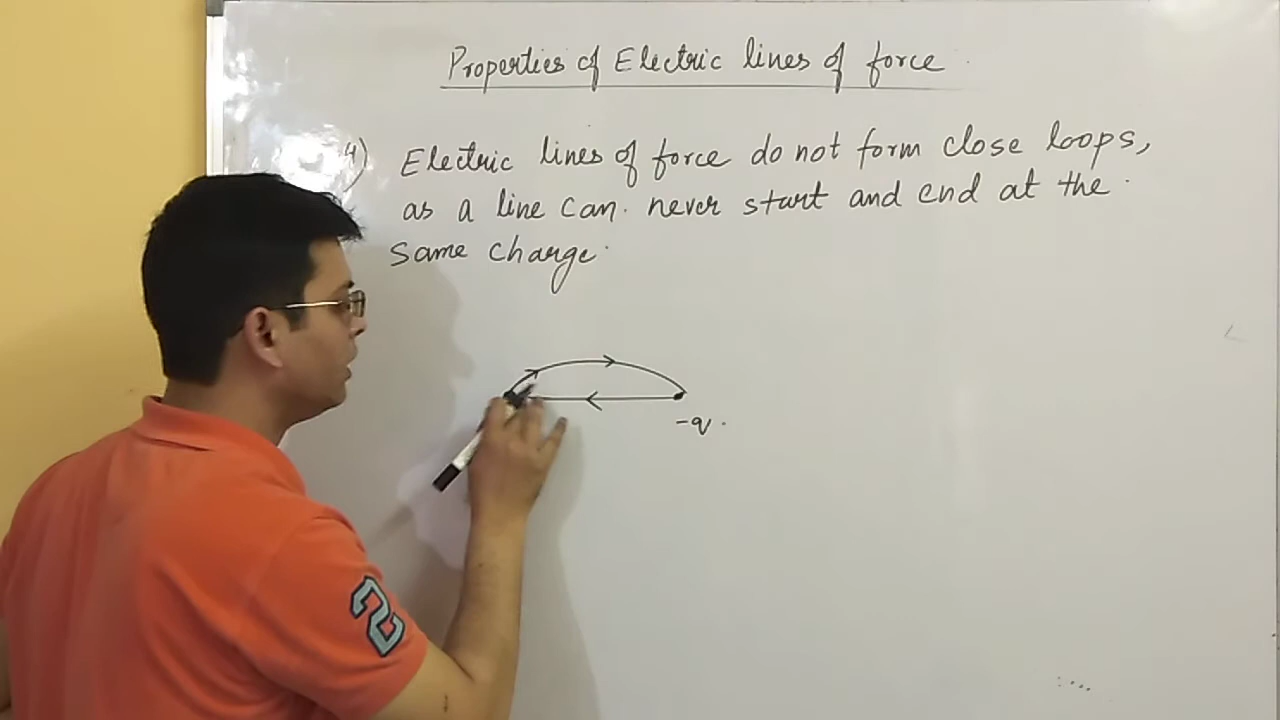 Properties of Electric lines of force
4) Electric lines of force do not form close loops,
as a line can never start and end at the
same charge.
-q
2